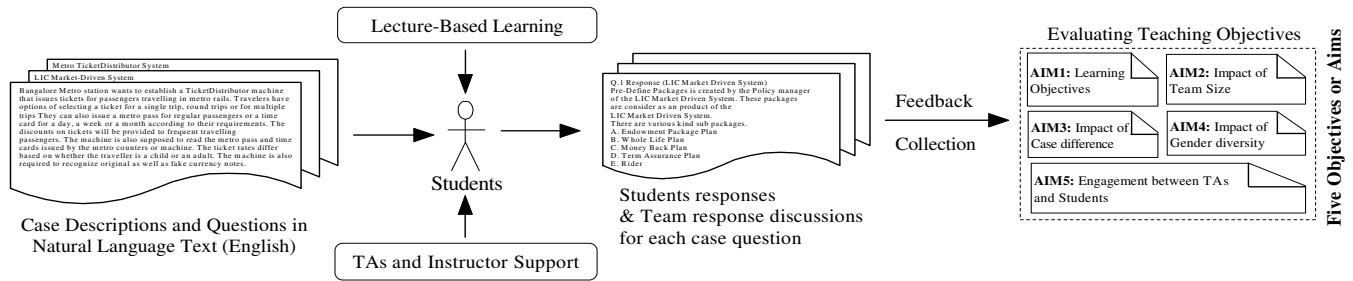 Metro TicketDistributor System
LIC Market-Driven System
Bangalore Metro station wants to establish a TicketDistributor machine
that issues tickets for passengers travelling in metro rails. Travelers have
options of selecting a ticket for a single trip, round trips or for multiple
trips They can also issue a metro pass for regular passengers or a time
card for a day, a week or a month according to their requirements. The
discounts on tickets will be provided to frequent travelling
passengers. The machine is also supposed to read the metro pass and time
cards issued by the metro counters or machine. The ticket rates differ
based on whether the traveller is a child or an adult. The machine is also
required to recognize original as well as fake currency notes.
Case Descriptions and Questions in
Natural Language Text (English)
Lecture-Based Learning
Students
TAs and Instructor Support
Q.1 Response (LIC Market Driven System)
Pre-Define Packages is created by the Policy manager
of the LIC Market Driven System. These packages
are consider as an product of the
LIC Market Driven System.
There are various kind sub packages.
A. Endowment Package Plan
B. Whole Life Plan
C. Money Back Plan
D. Term Assurance Plan
E. Rider
Students responses
& Team response discussions
for each case question
Feedback
Collection
Evaluating Teaching Objectives
AIM1: Learning
Objectives
AIM2: Impact of
Team Size
AIM3: Impact of
Case difference
AIM4: Impact of
Gender diversity
AIM5: Engagement between TAs
and Students
Five Objectives or Aims